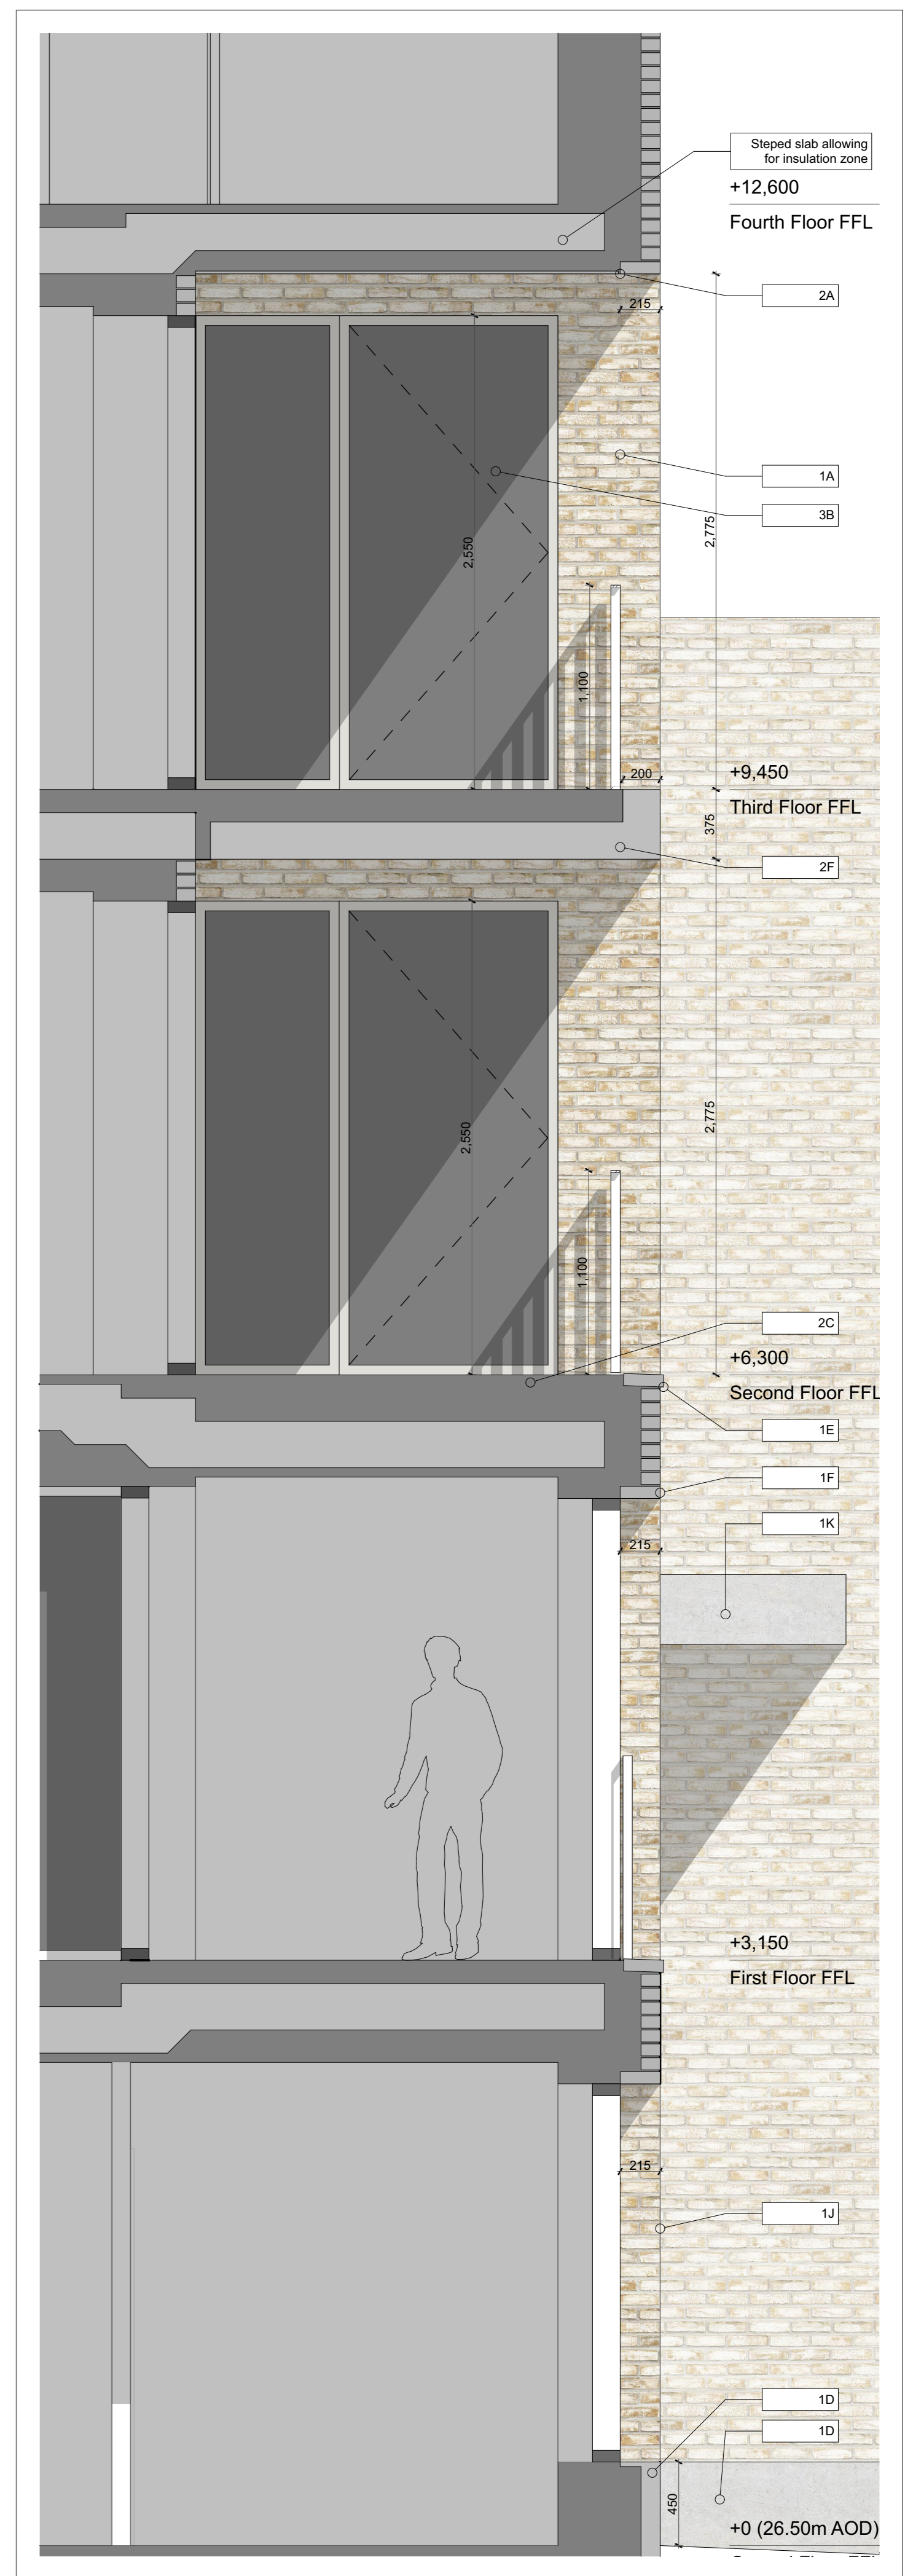 Steped slab allowing
for insulation zone
+12,600
Fourth Floor FFL
2A
215
1A
3B
2,775
2,550
1,100
200
+9,450
Third Floor FFL
375
2F
2,775
2,550
1,100
2C
+6,300
Second Floor FFL
1E
1F
1K
215
+3,150
First Floor FFL
215
1J
1D
1D
450
+0 (26.50m AOD)